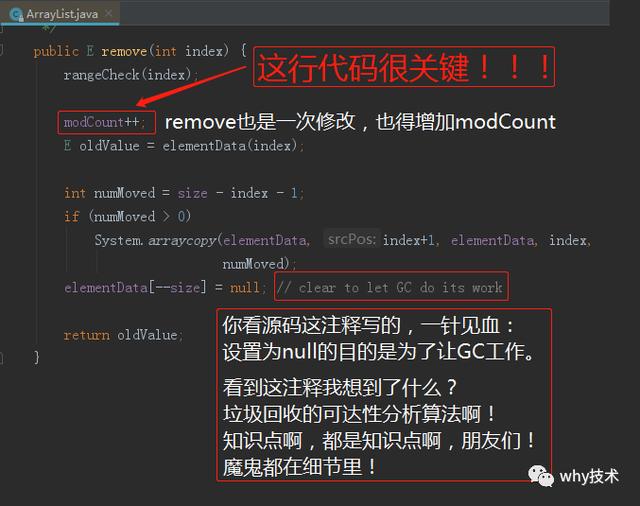 ArrayList.java
*/
public E remove(int index) {
rangeCheck(index);
这行代码很关键！！！
modCount++;
remove也是一次修改，也得增加modCount
E oldValue = elementData(index);
int numMoved = size - index - 1;
if (numMoved > 0)
System.arraycopy(elementData, srcPos: index+1, elementData, index,
numMoved);
elementData[--size] = null; // clear to let GC do its work
你看源码这注释写的，一针见血：
设置为null的目的是为了让GC工作。
return oldValue;
}
看到这注释我想到了什么？
垃圾回收的可达性分析算法啊！
知识点啊，都是知识点啊，朋友们！
魔鬼都在细节里！
why技术